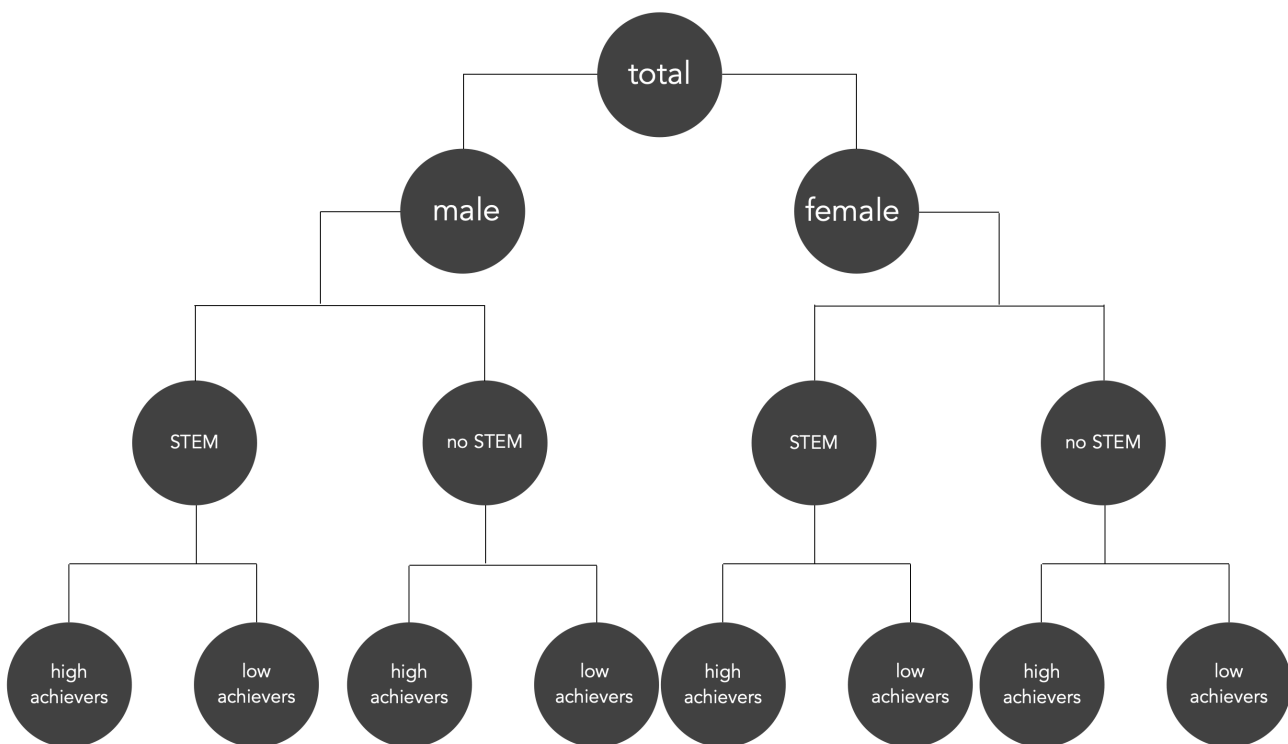 total
male
female
STEM
no STEM
STEM
no STEM
high
achievers
low
achievers
high
achievers
low
achievers
high
achievers
low
achievers
high
achievers
low
achievers